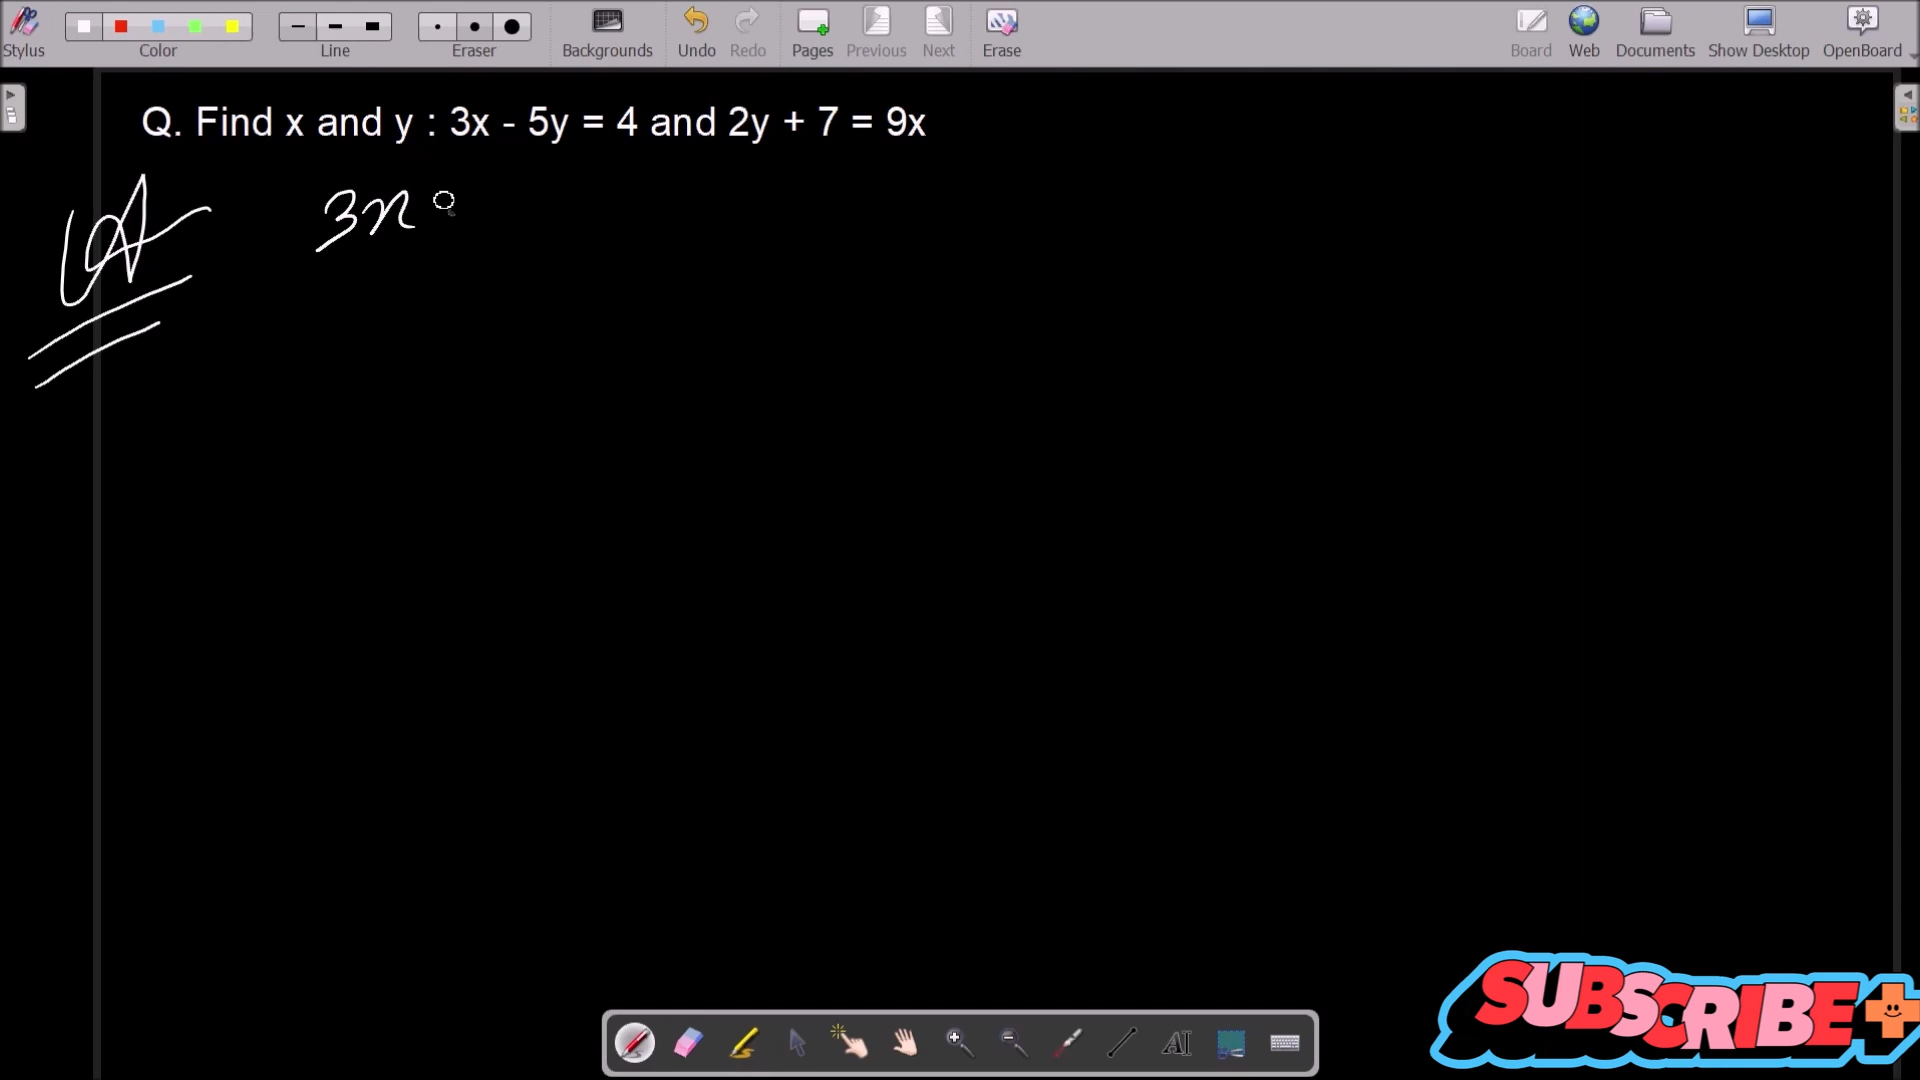 Stylus Color Line Eraser Backgrounds Undo Redo Pages Previous Next Erase Board Web Documents Show Desktop OpenBoard
Q. Find x and y : 3x - 5y = 4 and 2y + 7 = 9x
3x
AI
SUBSCRIBE